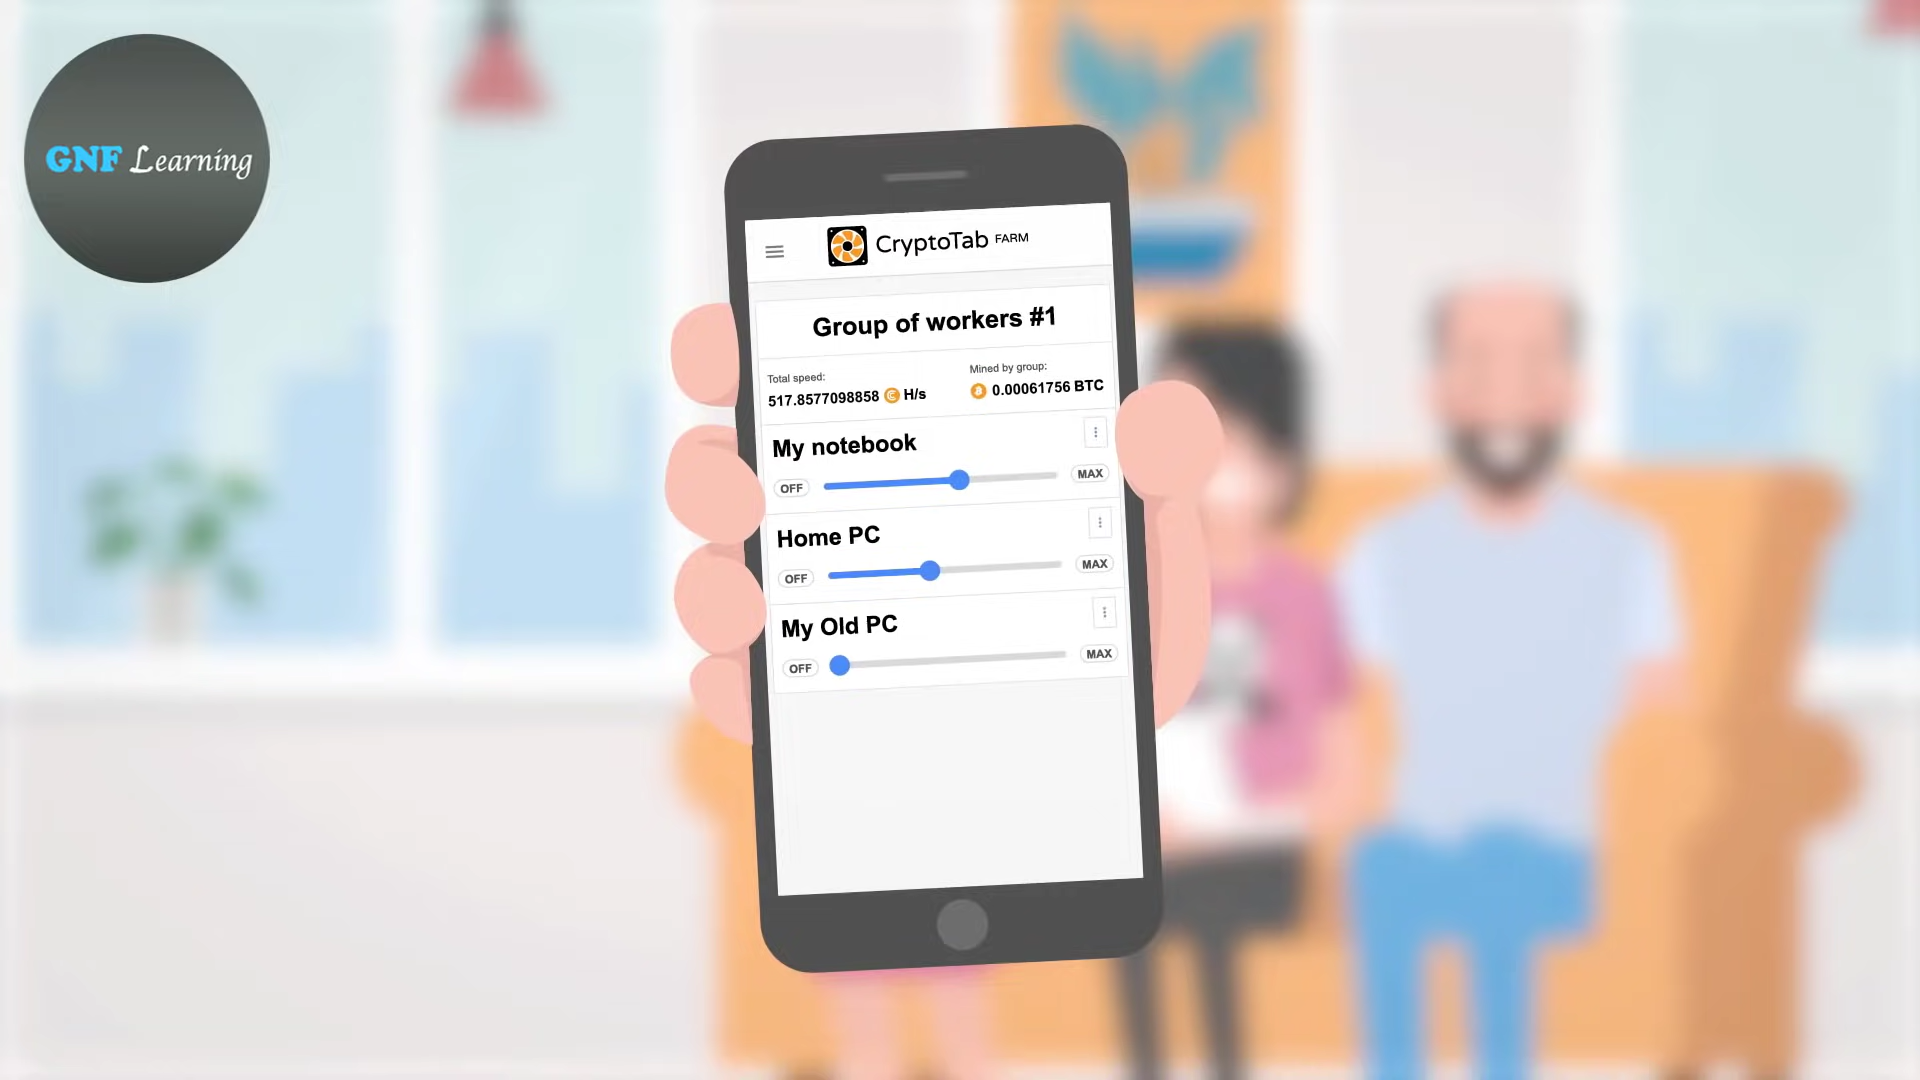 GNF Learning
CryptoTab FARM
Group of workers #1
Total speed:
517.8577098858 H/s
Mined by group:
0.00061756 BTC
My notebook
OFF MAX
Home PC
OFF MAX
My Old PC
OFF MAX